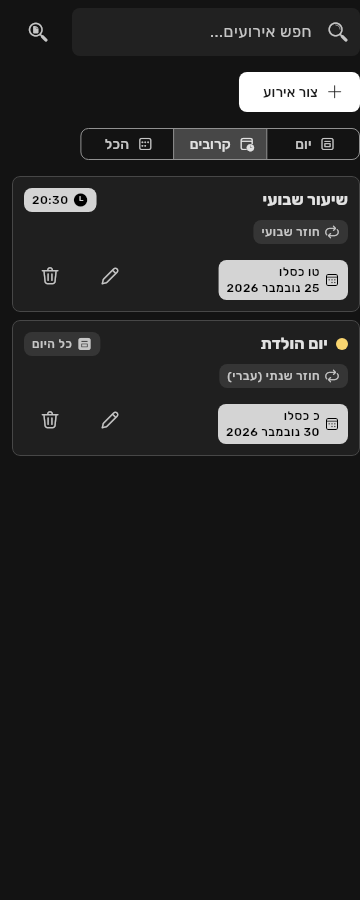 חפש אירועים...
צור אירוע
יום
קרובים
הכל
שיעור שבועי
20:30
חוזר שבועי
טו כסלו
25 נובמבר 2026
יום הולדת
כל היום
חוזר שנתי (עברי)
כ כסלו
30 נובמבר 2026